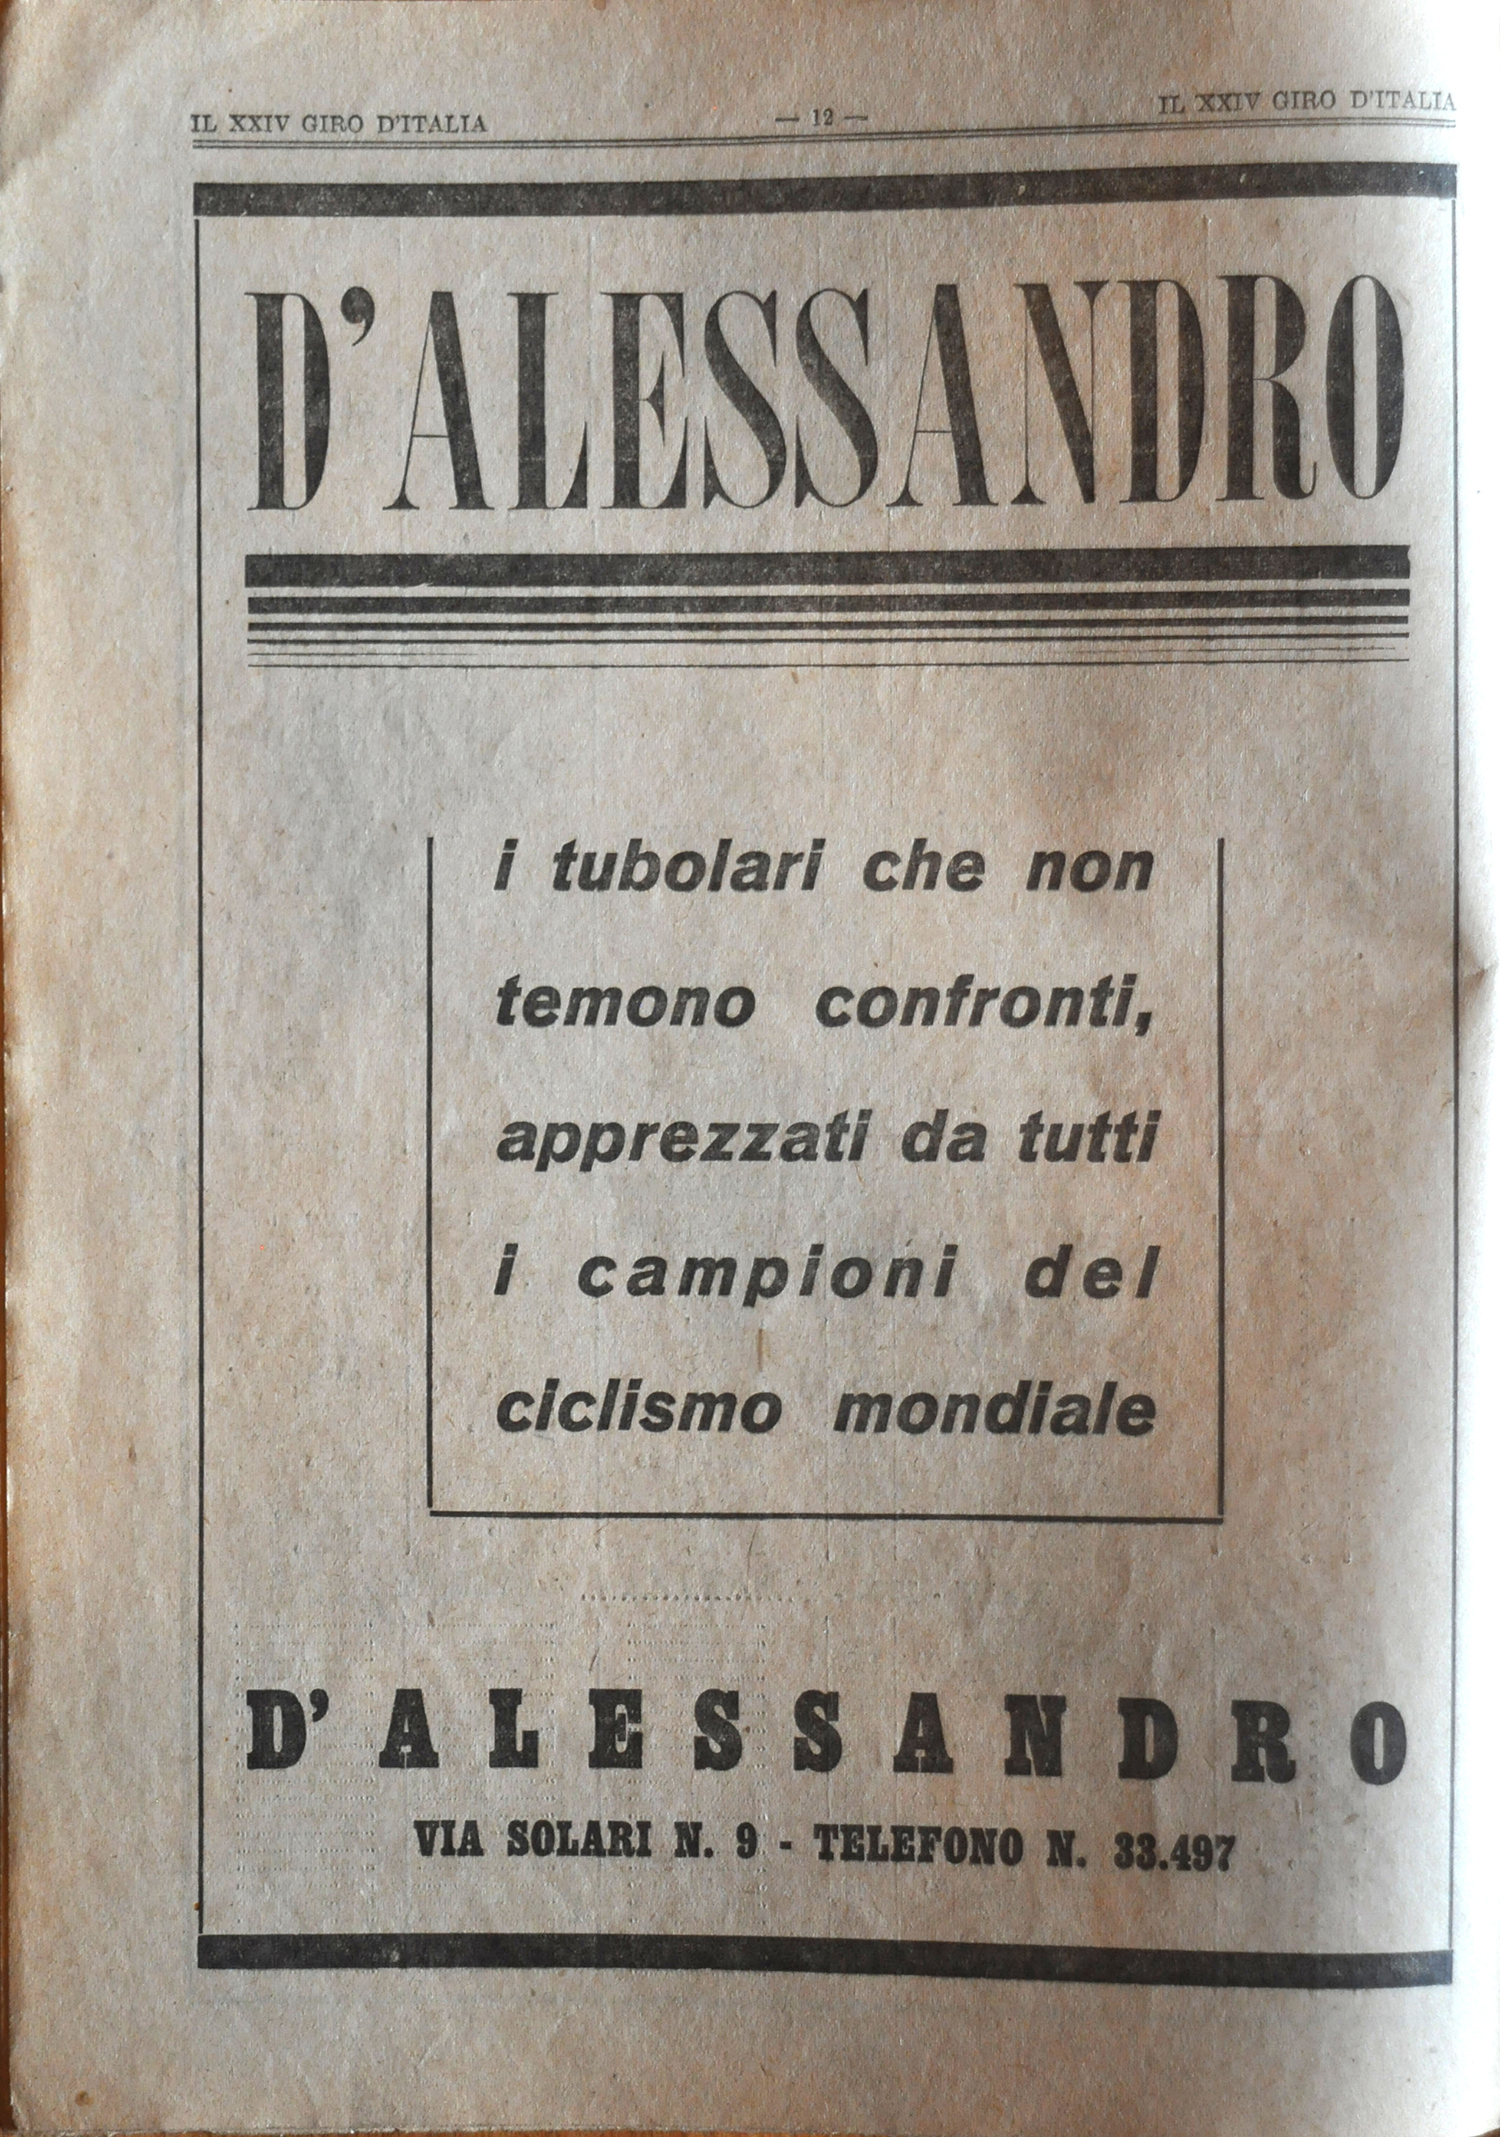 IL XXIV GIRO D'ITALIA — 12 — IL XXIV GIRO D'ITALIA
D'ALESSANDRO
i tubolari che non
temono confronti,
apprezzati da tutti
i campioni del
ciclismo mondiale
D'ALESSANDRO
VIA SOLARI N. 9 - TELEFONO N. 33.497